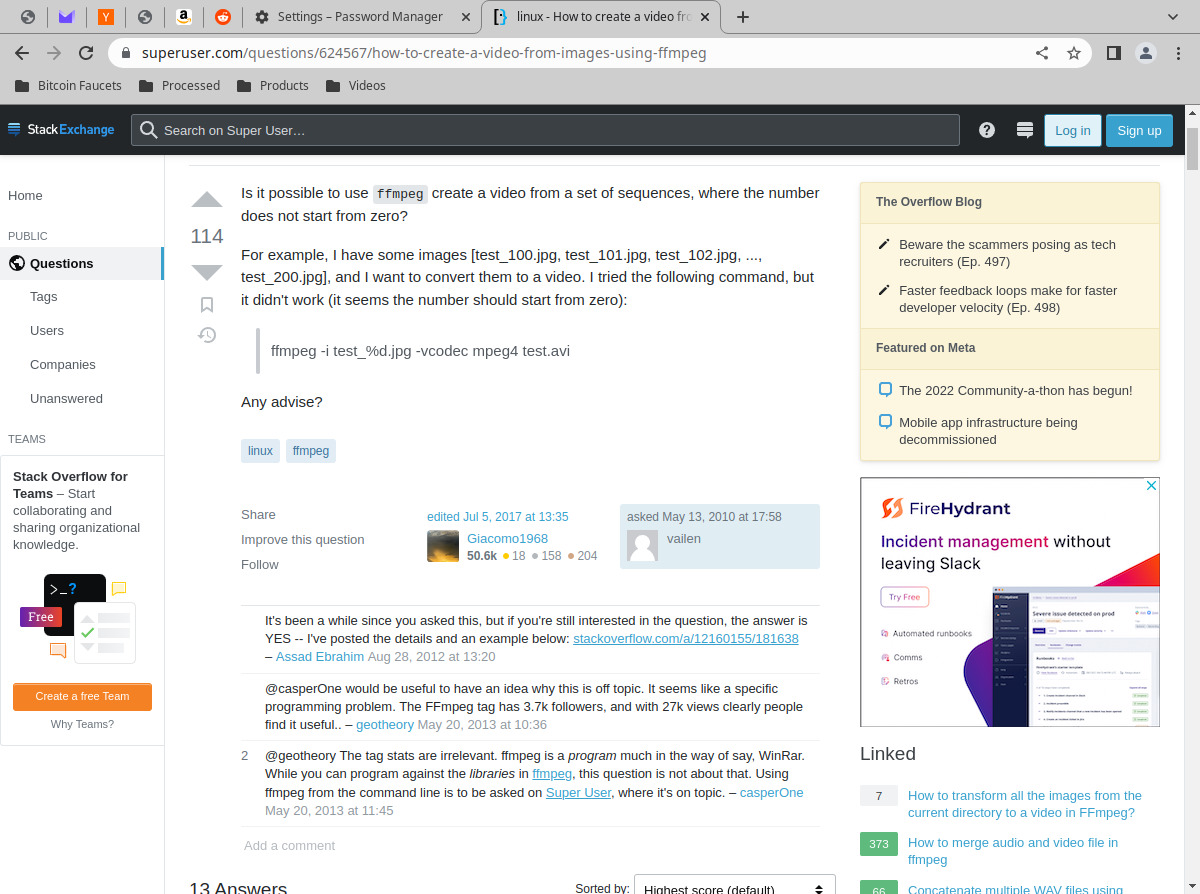 Settings – Password Manager
linux - How to create a video fro
superuser.com/questions/624567/how-to-create-a-video-from-images-using-ffmpeg
Bitcoin Faucets
Processed
Products
Videos
StackExchange
Search on Super User…
Log in
Sign up
Home
PUBLIC
Questions
Tags
Users
Companies
Unanswered
TEAMS
Stack Overflow for
Teams – Start
collaborating and
sharing organizational
knowledge.
>_?
Free
Create a free Team
Why Teams?
114
Is it possible to use ffmpeg create a video from a set of sequences, where the number
does not start from zero?
For example, I have some images [test_100.jpg, test_101.jpg, test_102.jpg, ...,
test_200.jpg], and I want to convert them to a video. I tried the following command, but
it didn't work (it seems the number should start from zero):
ffmpeg -i test_%d.jpg -vcodec mpeg4 test.avi
Any advise?
linux
ffmpeg
Share
Improve this question
Follow
edited Jul 5, 2017 at 13:35
Giacomo1968
50.6k 18 158 204
asked May 13, 2010 at 17:58
vailen
It's been a while since you asked this, but if you're still interested in the question, the answer is
YES -- I've posted the details and an example below: stackoverflow.com/a/12160155/181638
– Assad Ebrahim Aug 28, 2012 at 13:20
@casperOne would be useful to have an idea why this is off topic. It seems like a specific
programming problem. The FFmpeg tag has 3.7k followers, and with 27k views clearly people
find it useful.. – geotheory May 20, 2013 at 10:36
2 @geotheory The tag stats are irrelevant. ffmpeg is a program much in the way of say, WinRar.
While you can program against the libraries in ffmpeg, this question is not about that. Using
ffmpeg from the command line is to be asked on Super User, where it's on topic. – casperOne
May 20, 2013 at 11:45
Add a comment
13 Answers
Sorted by:
Highest score (default)
The Overflow Blog
Beware the scammers posing as tech
recruiters (Ep. 497)
Faster feedback loops make for faster
developer velocity (Ep. 498)
Featured on Meta
The 2022 Community-a-thon has begun!
Mobile app infrastructure being
decommissioned
FireHydrant
Incident management without
leaving Slack
Try Free
Automated runbooks
Comms
Retros
Severe issue detected on prod
Linked
7
How to transform all the images from the
current directory to a video in FFmpeg?
373
How to merge audio and video file in
ffmpeg
66
Concatenate multiple WAV files using